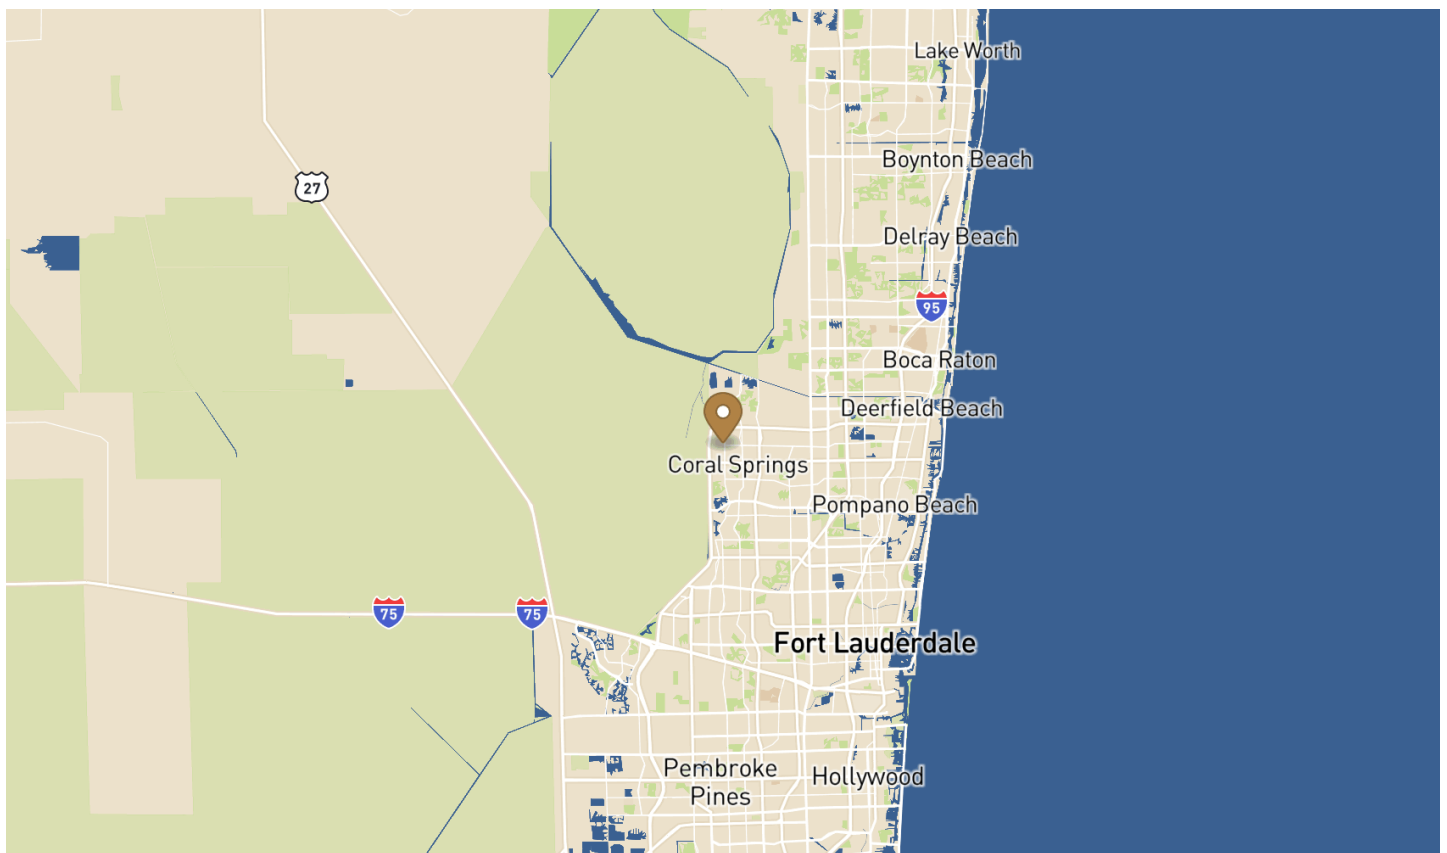 Lake Worth
Boynton Beach
27
Delray Beach
95
Boca Raton
Deerfield Beach
Coral Springs
Pompano Beach
75
75
Fort Lauderdale
Pembroke
Pines
Hollywood